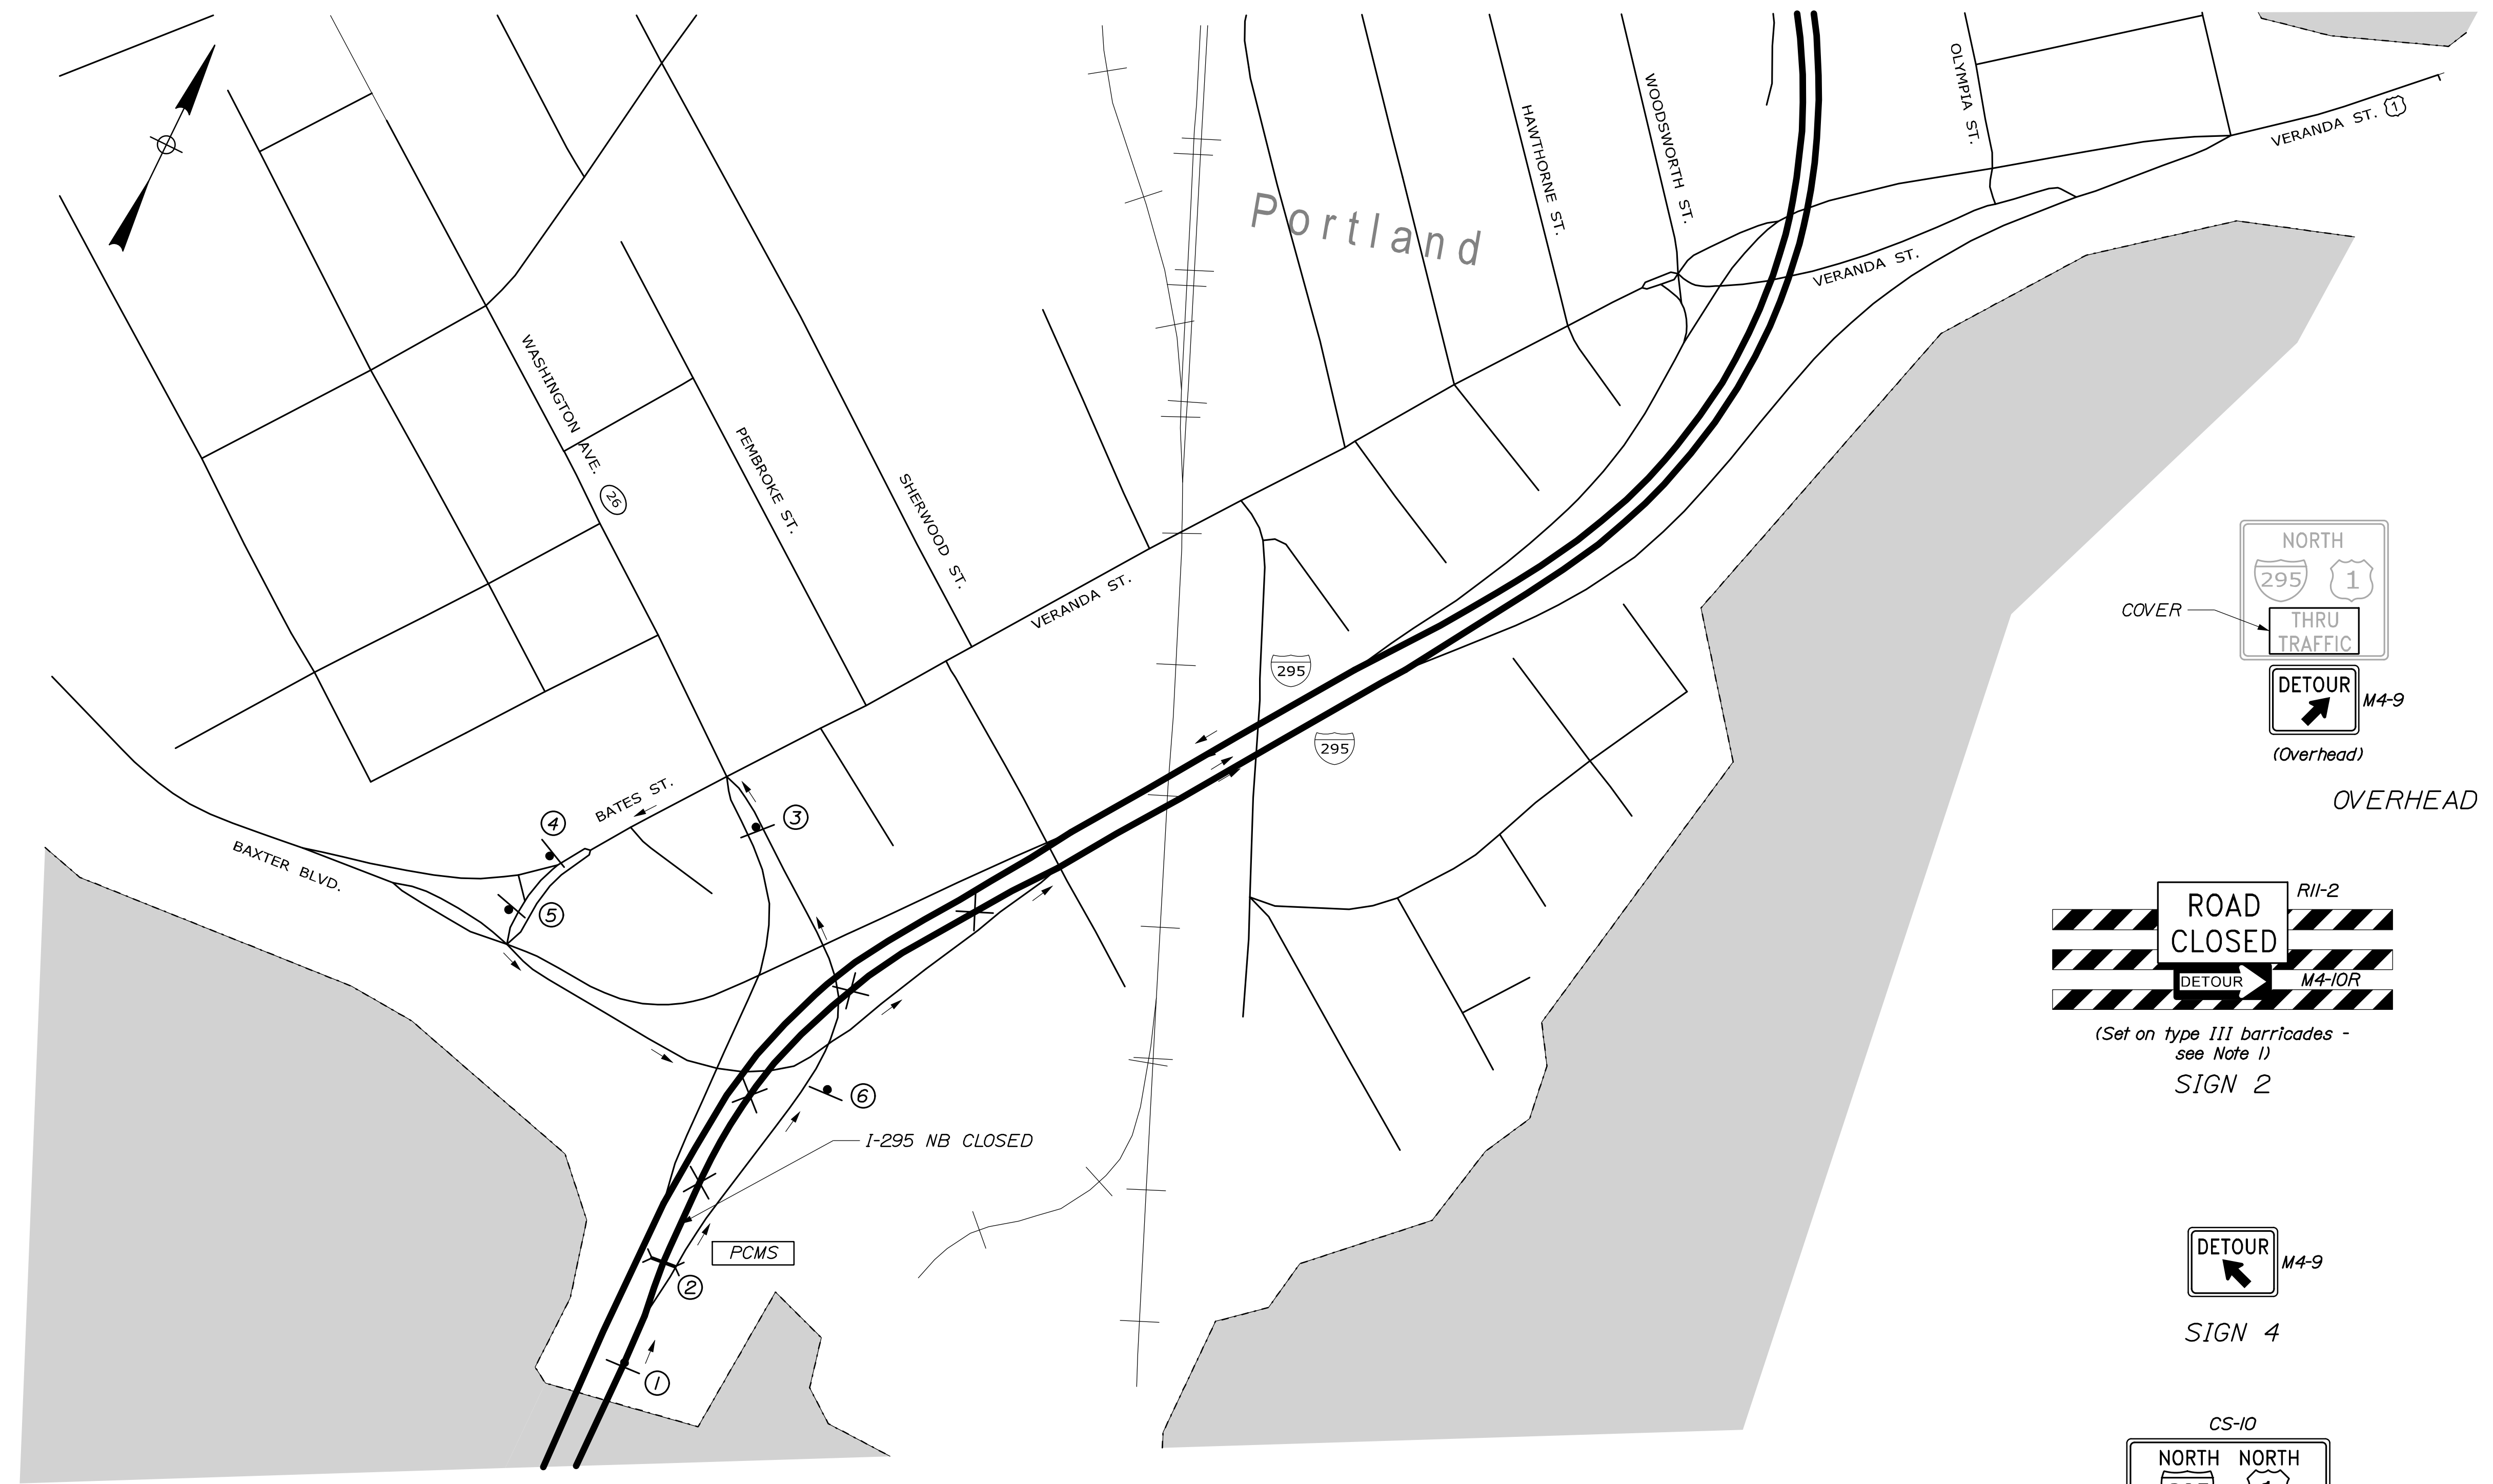 OLYMPIA ST.
VERANDA ST. 1
WOODSWORTH ST.
HAWTHORNE ST.
Portland
VERANDA ST.
WASHINGTON AVE. 26
PEMBROKE ST.
SHERWOOD ST.
VERANDA ST.
295
295
BATES ST.
BAXTER BLVD.
3
4
5
6
I-295 NB CLOSED
PCMS
2
1
NORTH
295 1
THRU
TRAFFIC
COVER
DETOUR
M4-9
(Overhead)
OVERHEAD
ROAD
CLOSED
R11-2
DETOUR
M4-10R
(Set on type III barricades -
see Note 1)
SIGN 2
DETOUR
M4-9
SIGN 4
CS-10
NORTH NORTH